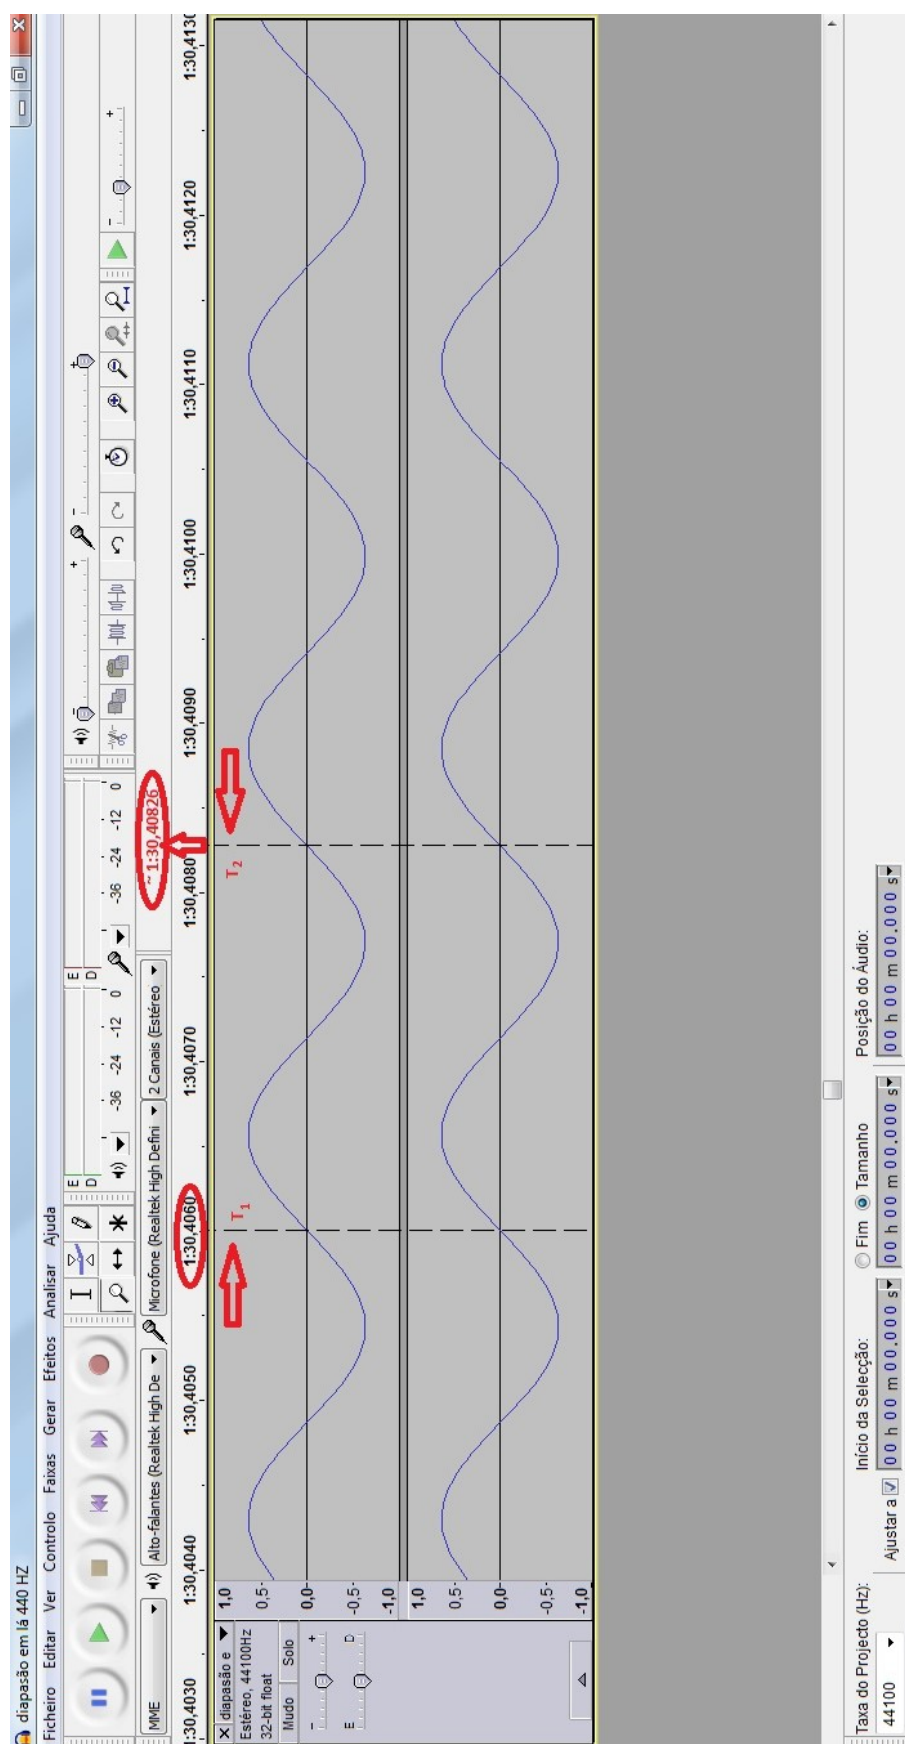 diapasão em lá 440 HZ
Ficheiro Editar Ver Controlo Faixas Gerar Efeitos Analisar Ajuda
E
D
-36 -24 -12 0
E
D
-36 -24 -12 0
- +
- +
- +
MME
Alto-falantes (Realtek High De
Microfone (Realtek High Defini
2 Canais (Estéreo
~ 1:30,40826
1:30,4030 1:30,4040 1:30,4050 1:30,4060 1:30,4070 1:30,4080 1:30,4090 1:30,4100 1:30,4110 1:30,4120 1:30,4130
X diapasão e
Estéreo, 44100Hz
32-bit float
Mudo Solo
- +
E D
1,0
0,5
0,0
-0,5
-1,0
1,0
0,5
0,0
-0,5
-1,0
T1
T2
Taxa do Projecto (Hz):
44100
Ajustar a
Início da Selecção:
00 h 00 m 00.000 s
Fim Tamanho
00 h 00 m 00.000 s
Posição do Áudio:
00 h 00 m 00.000 s